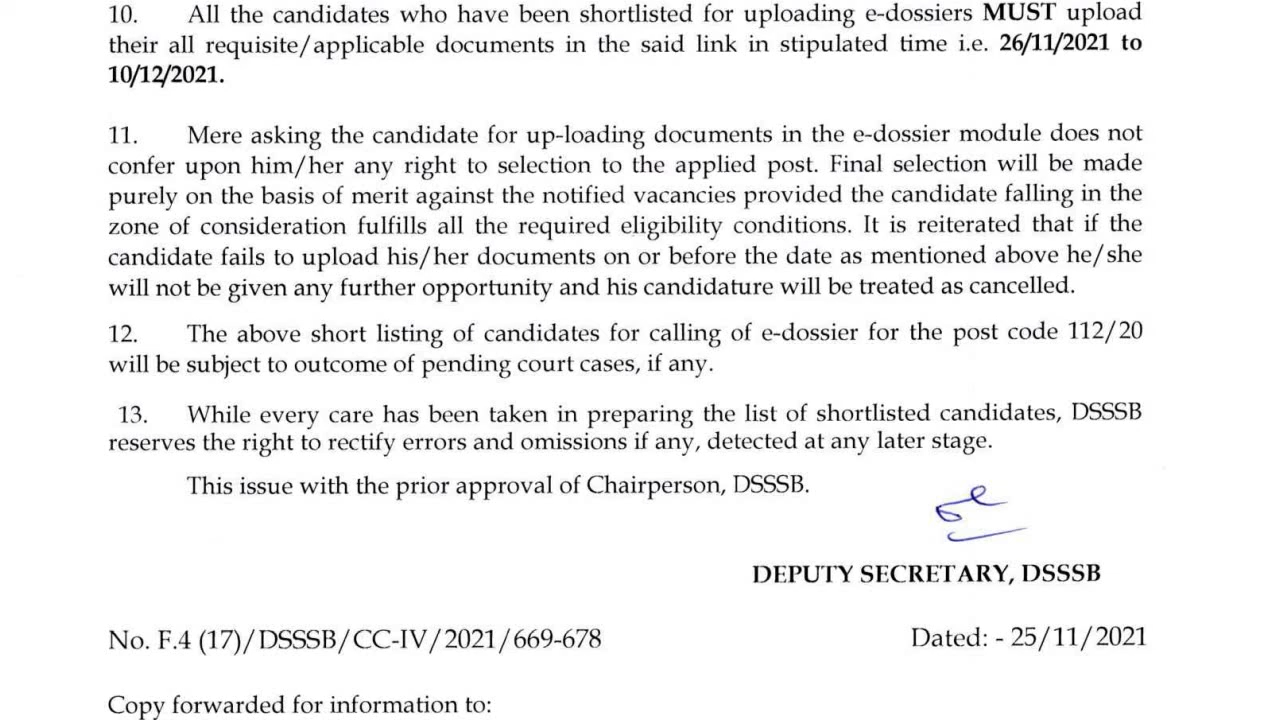 10. All the candidates who have been shortlisted for uploading e-dossiers MUST upload
their all requisite/applicable documents in the said link in stipulated time i.e. 26/11/2021 to
10/12/2021.
11. Mere asking the candidate for up-loading documents in the e-dossier module does not
confer upon him/her any right to selection to the applied post. Final selection will be made
purely on the basis of merit against the notified vacancies provided the candidate falling in the
zone of consideration fulfills all the required eligibility conditions. It is reiterated that if the
candidate fails to upload his/her documents on or before the date as mentioned above he/she
will not be given any further opportunity and his candidature will be treated as cancelled.
12. The above short listing of candidates for calling of e-dossier for the post code 112/20
will be subject to outcome of pending court cases, if any.
13. While every care has been taken in preparing the list of shortlisted candidates, DSSSB
reserves the right to rectify errors and omissions if any, detected at any later stage.
This issue with the prior approval of Chairperson, DSSSB.
DEPUTY SECRETARY, DSSSB
No. F.4 (17)/DSSSB/CC-IV/2021/669-678 Dated: - 25/11/2021
Copy forwarded for information to: